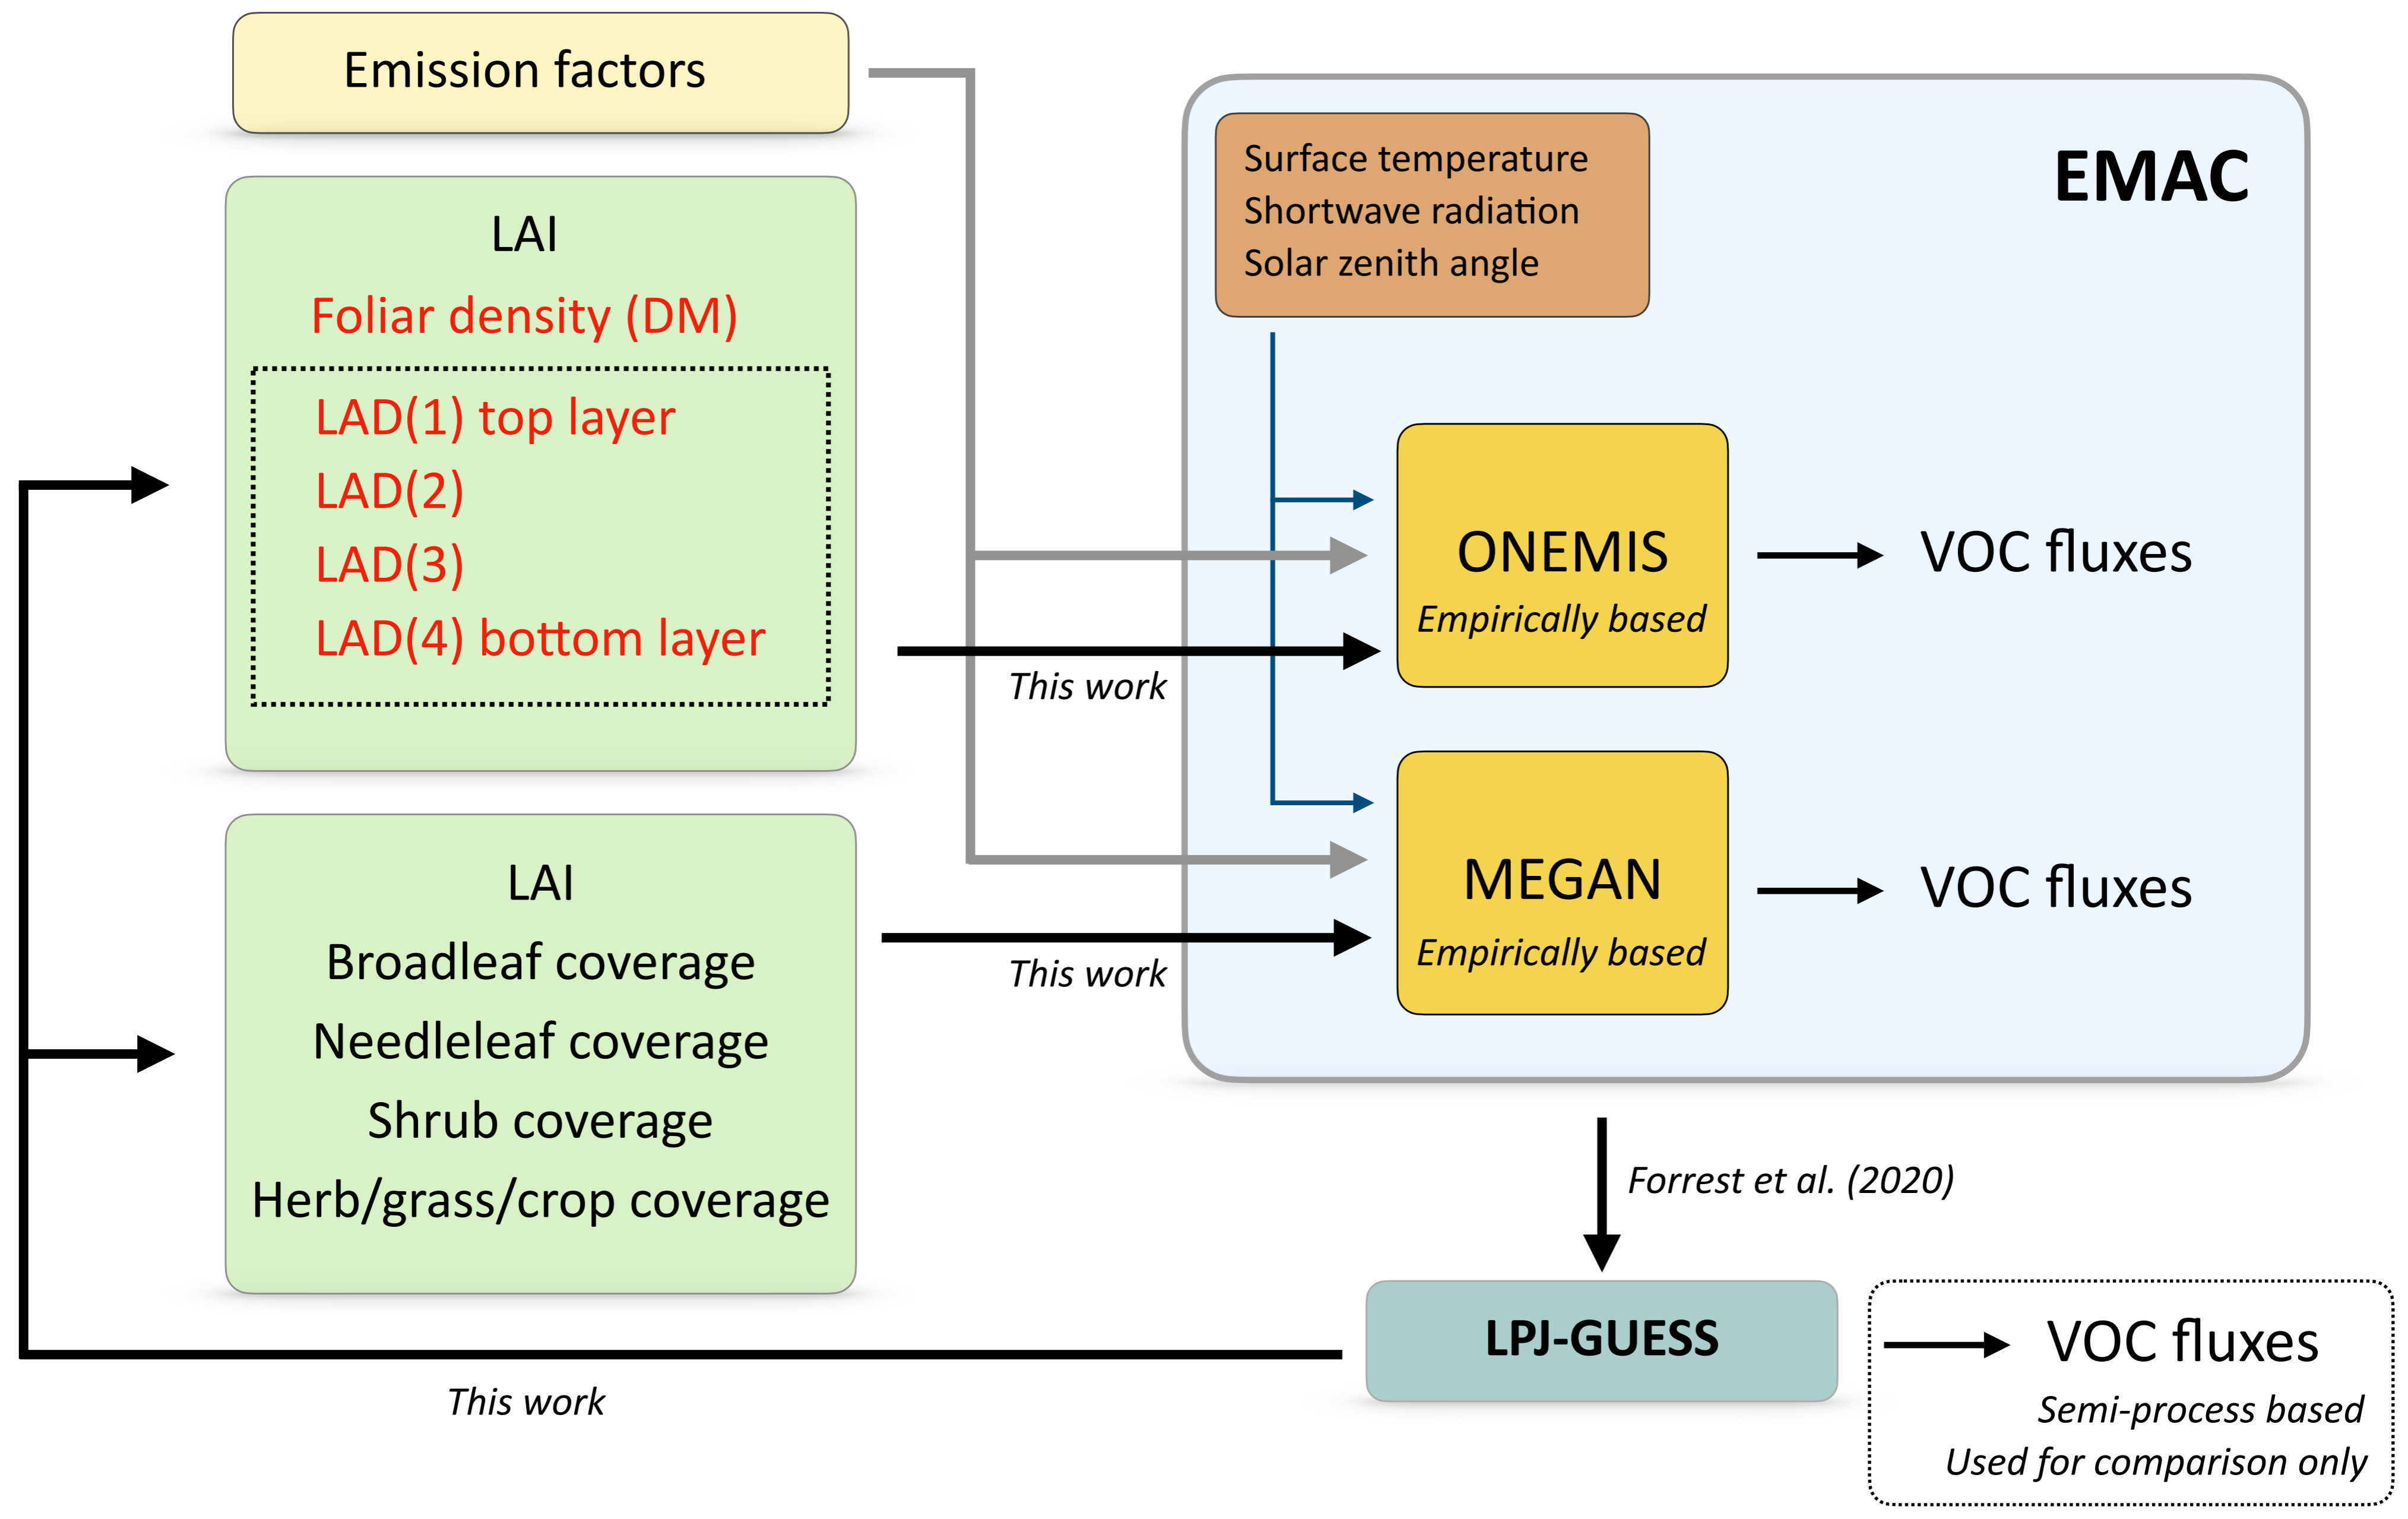 Emission factors
LAI
Foliar density (DM)
LAD(1) top layer
LAD(2)
LAD(3)
LAD(4) bottom layer
This work
LAI
Broadleaf coverage
Needleleaf coverage
Shrub coverage
Herb/grass/crop coverage
This work
EMAC
Surface temperature
Shortwave radiation
Solar zenith angle
ONEMIS
Empirically based
VOC fluxes
MEGAN
Empirically based
VOC fluxes
Forrest et al. (2020)
LPJ-GUESS
VOC fluxes
Semi-process based
Used for comparison only
This work